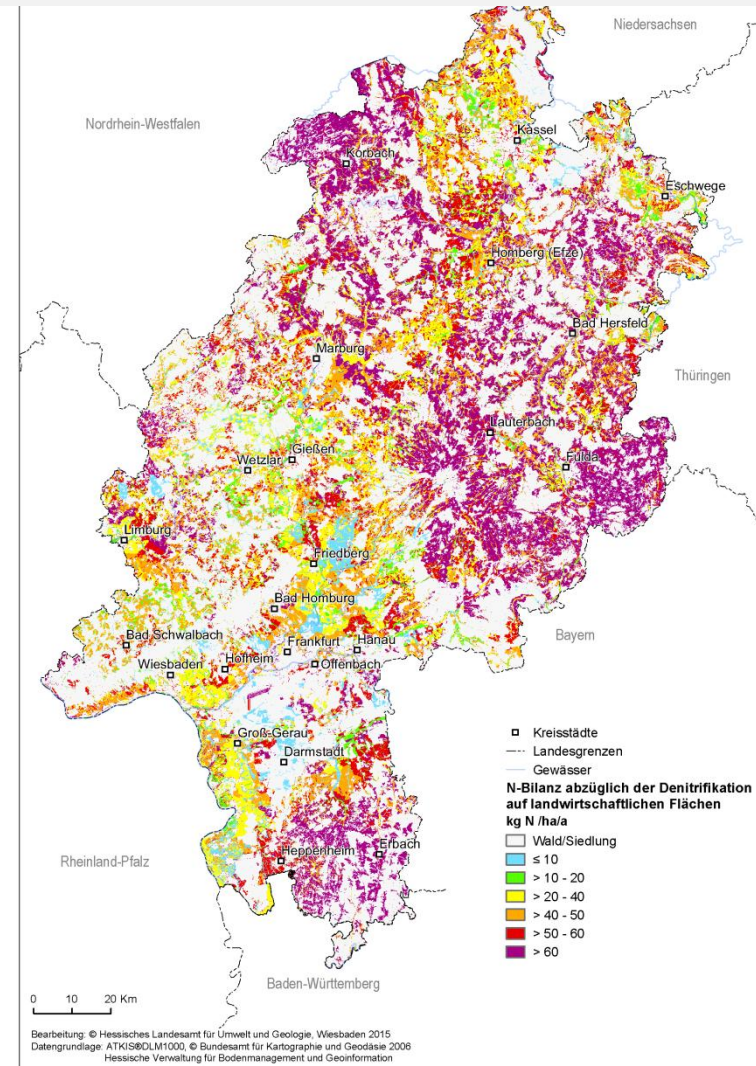 Niedersachsen
Nordrhein-Westfalen
Kassel
Korbach
Eschwege
Homberg (Efze)
Bad Hersfeld
Marburg
Thüringen
Lauterbach
Gießen
Wetzlar
Fulda
Limburg
Friedberg
Bad Homburg
Bad Schwalbach
Frankfurt
Hanau
Bayern
Wiesbaden
Hofheim
Offenbach
Groß-Gerau
Darmstadt
Kreisstädte
Landesgrenzen
Gewässer
N-Bilanz abzüglich der Denitrifikation
auf landwirtschaftlichen Flächen
kg N /ha/a
Wald/Siedlung
≤ 10
> 10 - 20
> 20 - 40
> 40 - 50
> 50 - 60
> 60
Rheinland-Pfalz
Heppenheim
Erbach
Baden-Württemberg
0 10 20 Km
Bearbeitung: © Hessisches Landesamt für Umwelt und Geologie, Wiesbaden 2015
Datengrundlage: ATKIS®DLM1000, © Bundesamt für Kartographie und Geodäsie 2006
Hessische Verwaltung für Bodenmanagement und Geoinformation